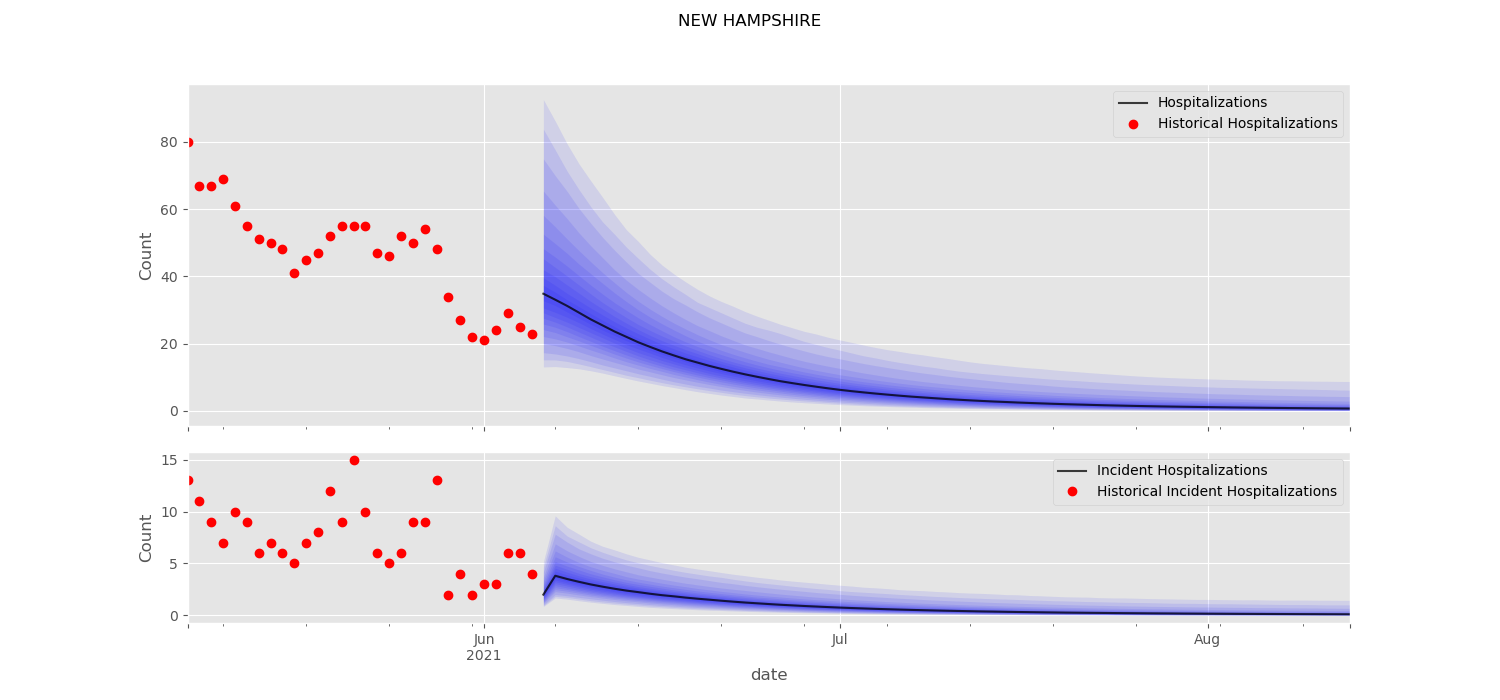 NEW HAMPSHIRE
Hospitalizations
Historical Hospitalizations
Count
80
60
40
20
0
Incident Hospitalizations
Historical Incident Hospitalizations
Count
15
10
5
0
Jun
2021
Jul
Aug
date